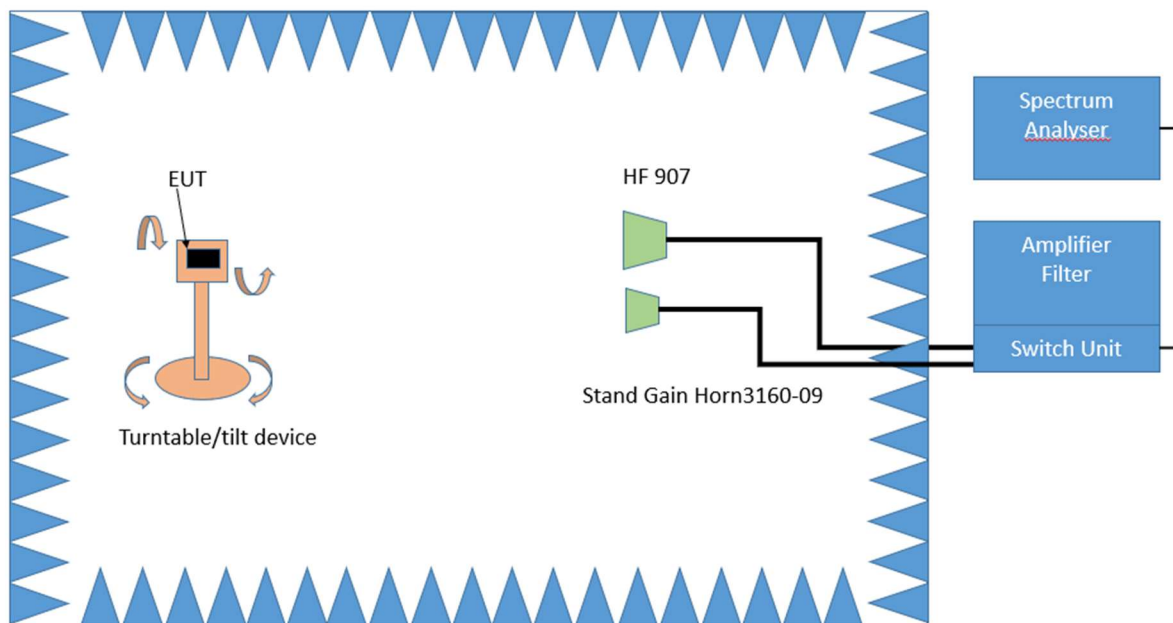 EUT
Turntable/tilt device
HF 907
Stand Gain Horn3160-09
Spectrum
Analyser
Amplifier
Filter
Switch Unit